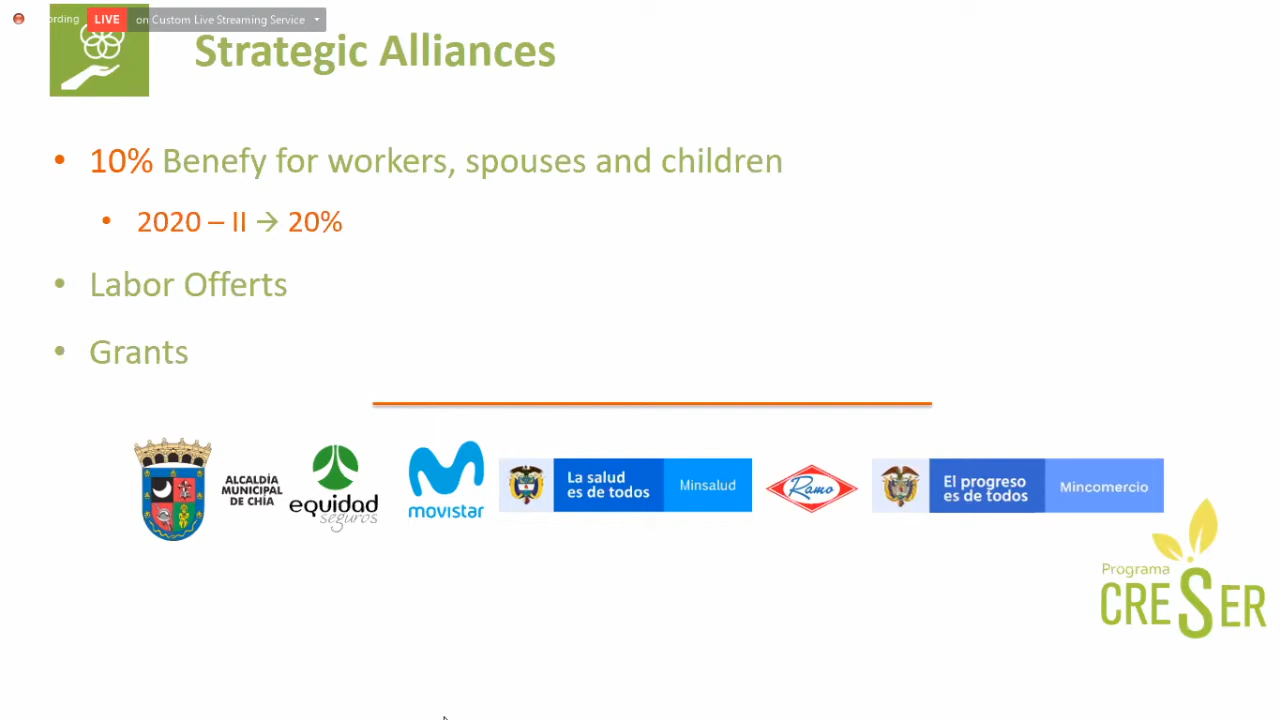 ording LIVE on Custom Live Streaming Service
Strategic Alliances
• 10% Benefy for workers, spouses and children
• 2020 – II → 20%
• Labor Offerts
• Grants
ALCALDÍA
MUNICIPAL
DE CHÍA
equidad
seguros
movistar
La salud
es de todos
Minsalud
Ramo
El progreso
es de todos
Mincomercio
Programa
CRESER